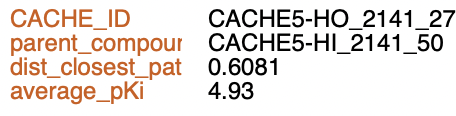 CACHE_ID CACHE5-HO_2141_27
parent_compour CACHE5-HI_2141_50
dist_closest_pat 0.6081
average_pKi 4.93